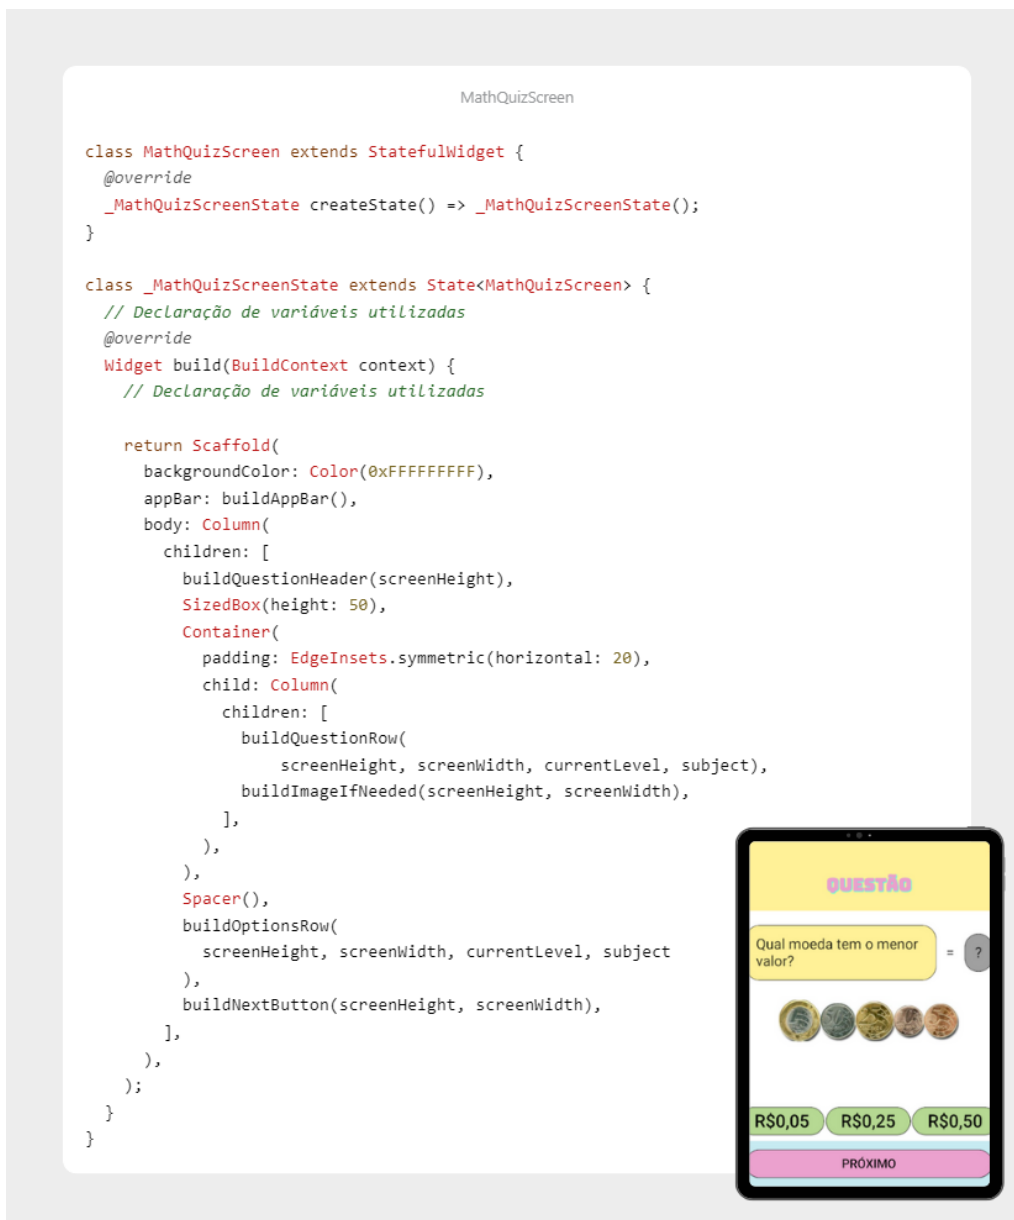 MathQuizScreen
class MathQuizScreen extends StatefulWidget {
  @override
  _MathQuizScreenState createState() => _MathQuizScreenState();
}
class _MathQuizScreenState extends State<MathQuizScreen> {
  // Declaração de variáveis utilizadas
  @override
  Widget build(BuildContext context) {
    // Declaração de variáveis utilizadas
    return Scaffold(
      backgroundColor: Color(0xFFFFFFFFF),
      appBar: buildAppBar(),
      body: Column(
        children: [
          buildQuestionHeader(screenHeight),
          SizedBox(height: 50),
          Container(
            padding: EdgeInsets.symmetric(horizontal: 20),
            child: Column(
              children: [
                buildQuestionRow(
                    screenHeight, screenWidth, currentLevel, subject),
                buildImageIfNeeded(screenHeight, screenWidth),
              ],
            ),
          ),
          Spacer(),
          buildOptionsRow(
            screenHeight, screenWidth, currentLevel, subject
          ),
          buildNextButton(screenHeight, screenWidth),
        ],
      ),
    );
  }
}
QUESTÃO
Qual moeda tem o menor
valor?
= ?
R$0,05 R$0,25 R$0,50
PRÓXIMO